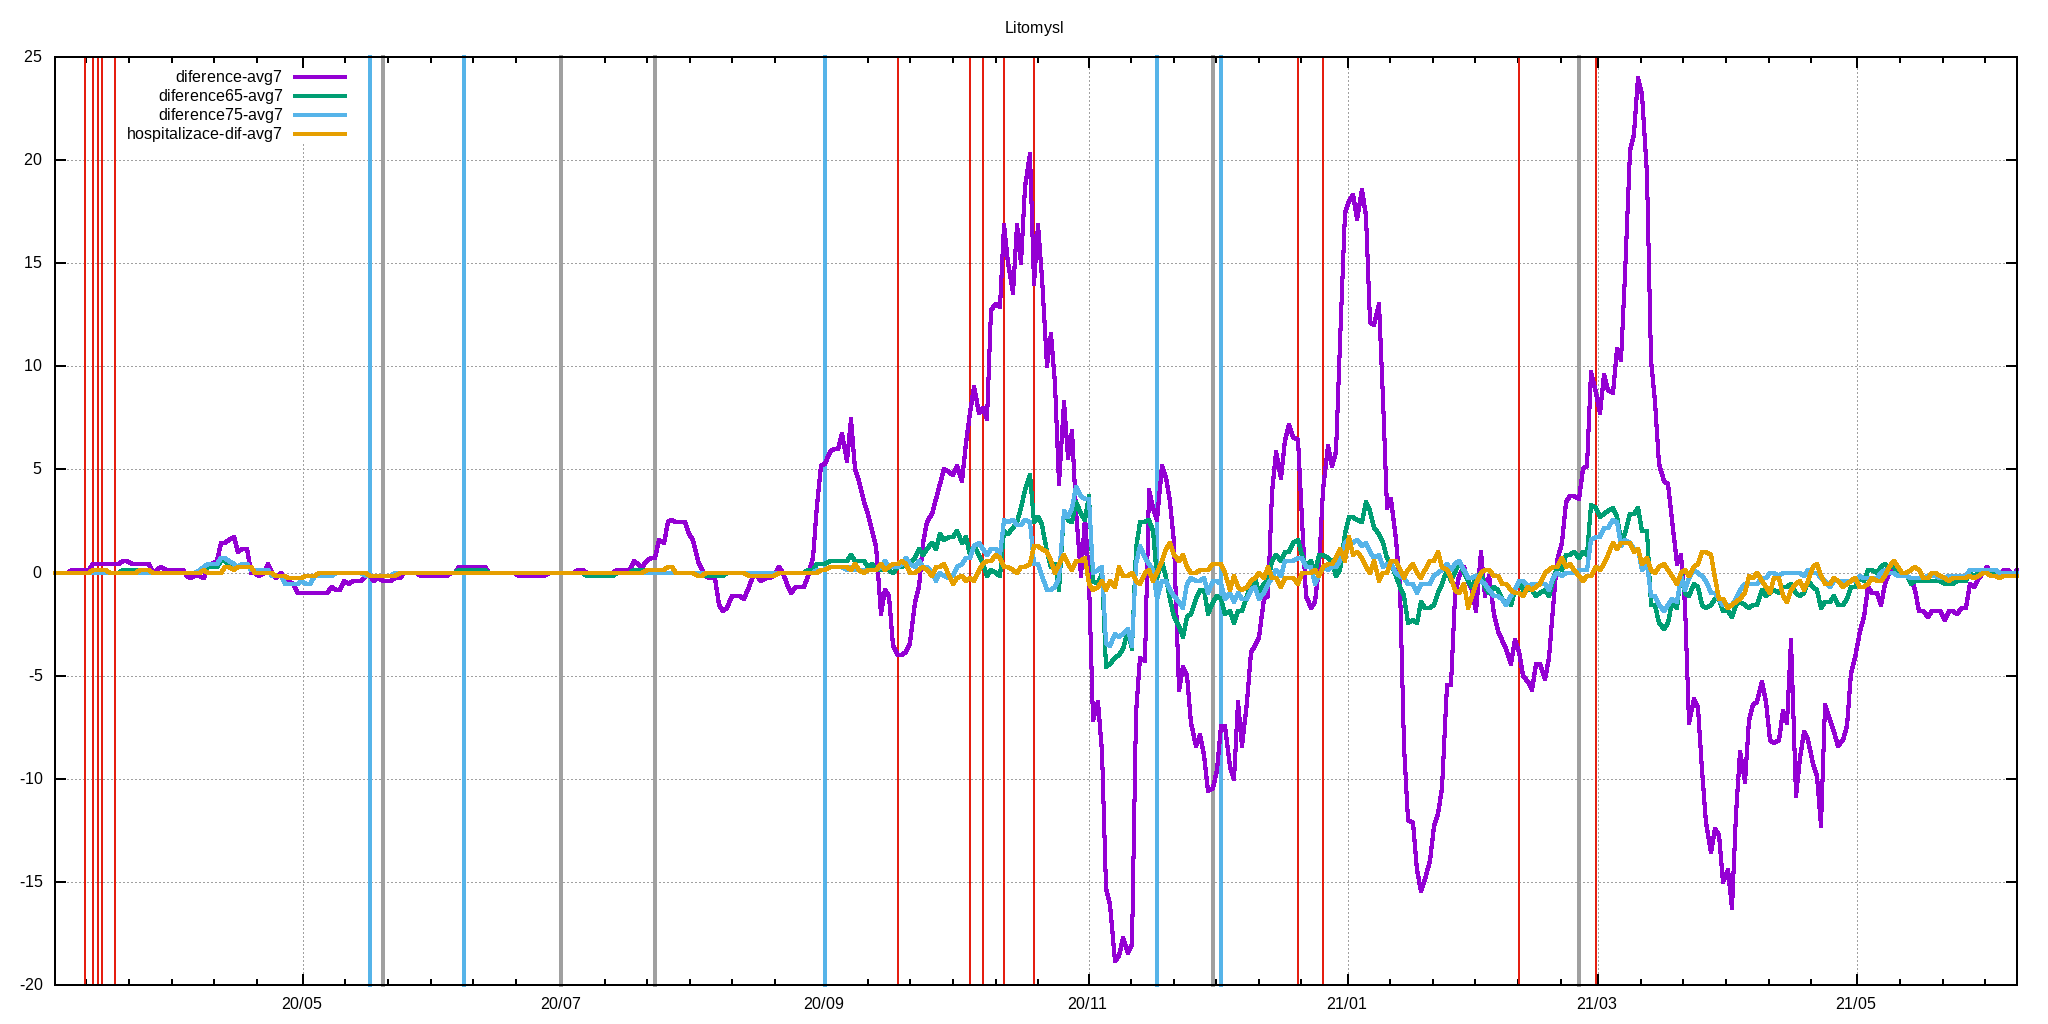 Litomysl
diference-avg7
diference65-avg7
diference75-avg7
hospitalizace-dif-avg7
25
20
15
10
5
0
-5
-10
-15
-20
20/05 20/07 20/09 20/11 21/01 21/03 21/05